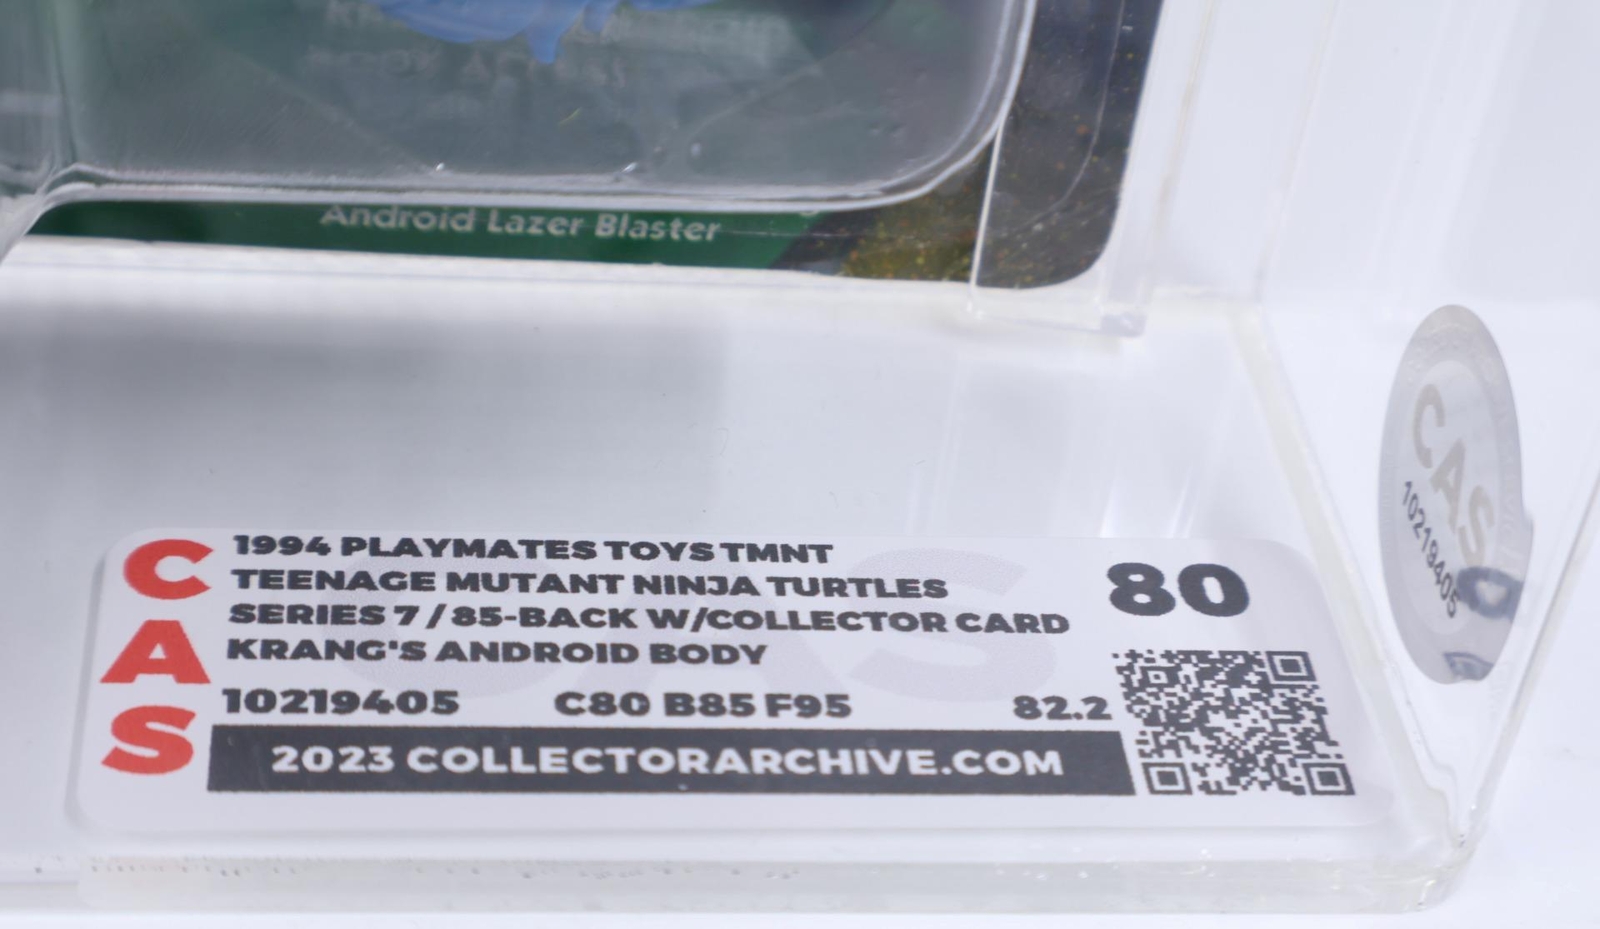 Android Lazer Blaster
CAS
1994 PLAYMATES TOYS TMNT
TEENAGE MUTANT NINJA TURTLES
SERIES 7 / 85-BACK W/COLLECTOR CARD
KRANG'S ANDROID BODY
10219405 C80 B85 F95 82.2
80
2023 COLLECTORARCHIVE.COM
CAS
10219405